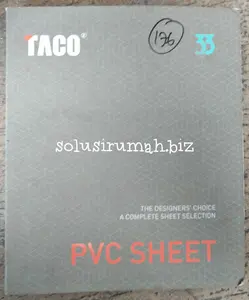 TACO®
176
33
solusirumah.biz
THE DESIGNERS' CHOICE
A COMPLETE SHEET SELECTION
PVC SHEET